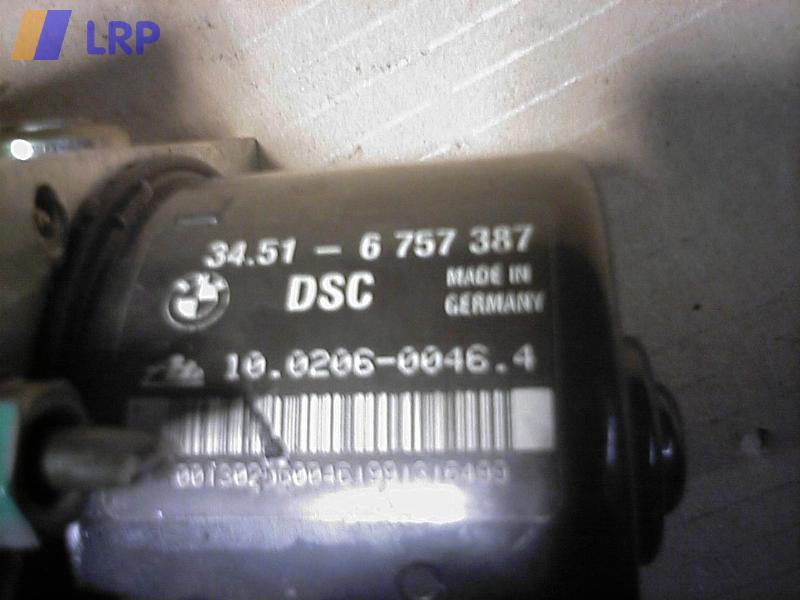 LRP
34.51 – 6 757 387
DSC
MADE IN
GERMANY
10.0206-0046.4